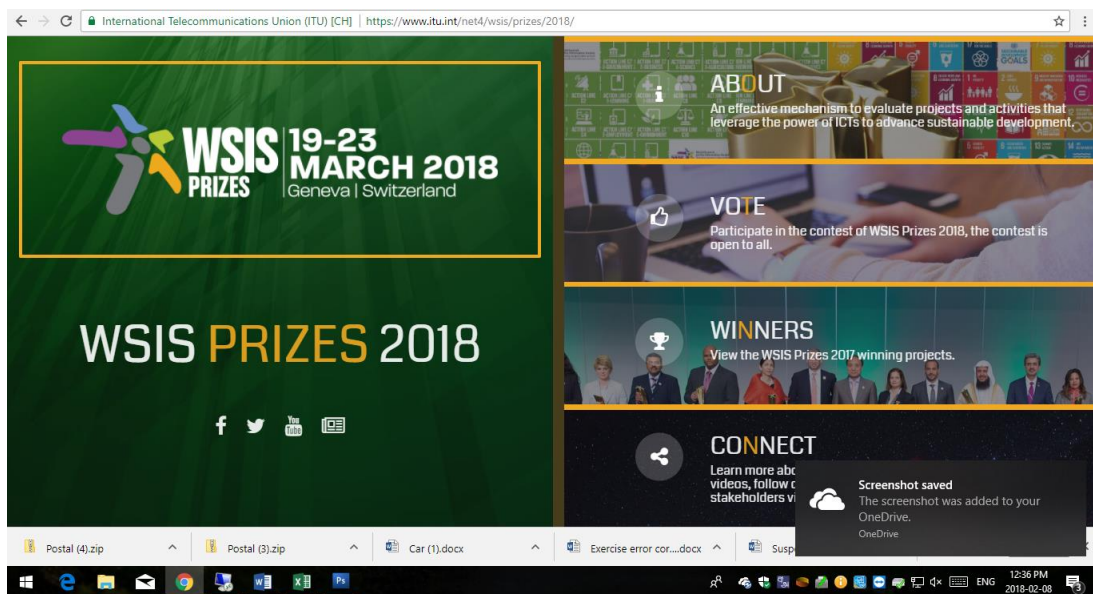 International Telecommunications Union (ITU) [CH] | https://www.itu.int/net4/wsis/prizes/2018/
WSIS
PRIZES
19-23
MARCH 2018
Geneva | Switzerland
WSIS PRIZES 2018
You
Tube
ABOUT
An effective mechanism to evaluate projects and activities that
leverage the power of ICTs to advance sustainable development.
VOTE
Participate in the contest of WSIS Prizes 2018, the contest is
open to all.
WINNERS
View the WSIS Prizes 2017 winning projects.
CONNECT
Learn more abo
videos, follow
stakeholders vi
Screenshot saved
The screenshot was added to your
OneDrive.
OneDrive
Postal (4).zip
Postal (3).zip
Car (1).docx
Exercise error cor....docx
Susp
ENG
12:36 PM
2018-02-08